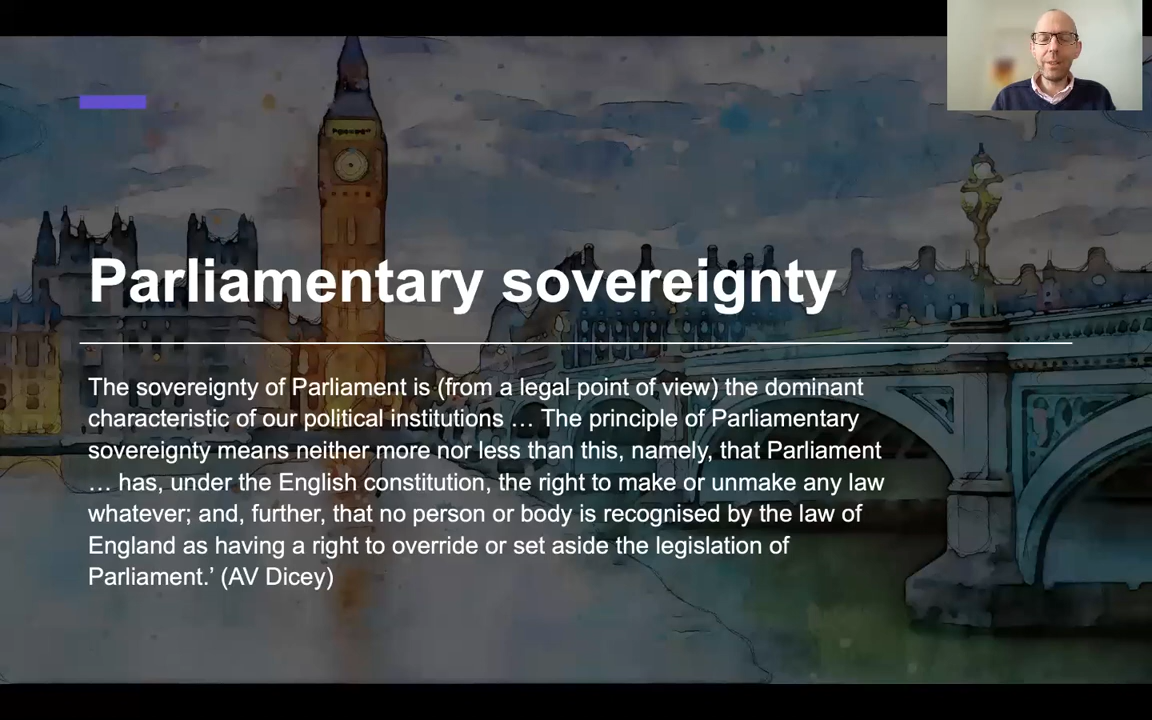 Parliamentary sovereignty
The sovereignty of Parliament is (from a legal point of view) the dominant
characteristic of our political institutions … The principle of Parliamentary
sovereignty means neither more nor less than this, namely, that Parliament
… has, under the English constitution, the right to make or unmake any law
whatever; and, further, that no person or body is recognised by the law of
England as having a right to override or set aside the legislation of
Parliament.’ (AV Dicey)